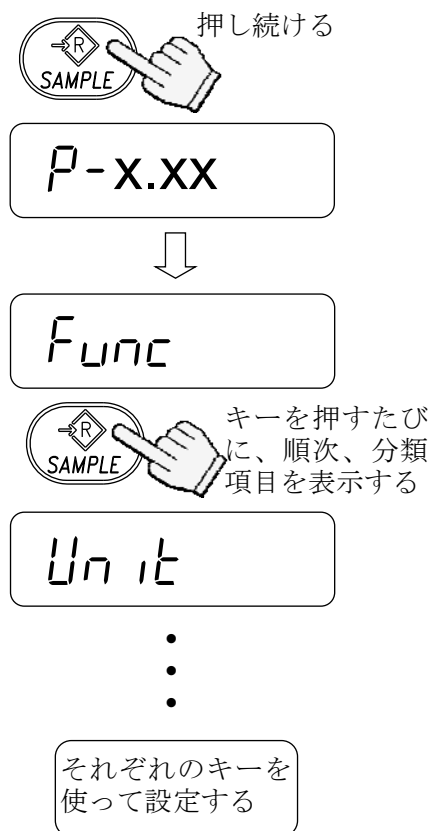 押し続ける
R
SAMPLE
P-x.xx
Func
R
SAMPLE
キーを押すたび
に、順次、分類
項目を表示する
Unit
それぞれのキーを
使って設定する